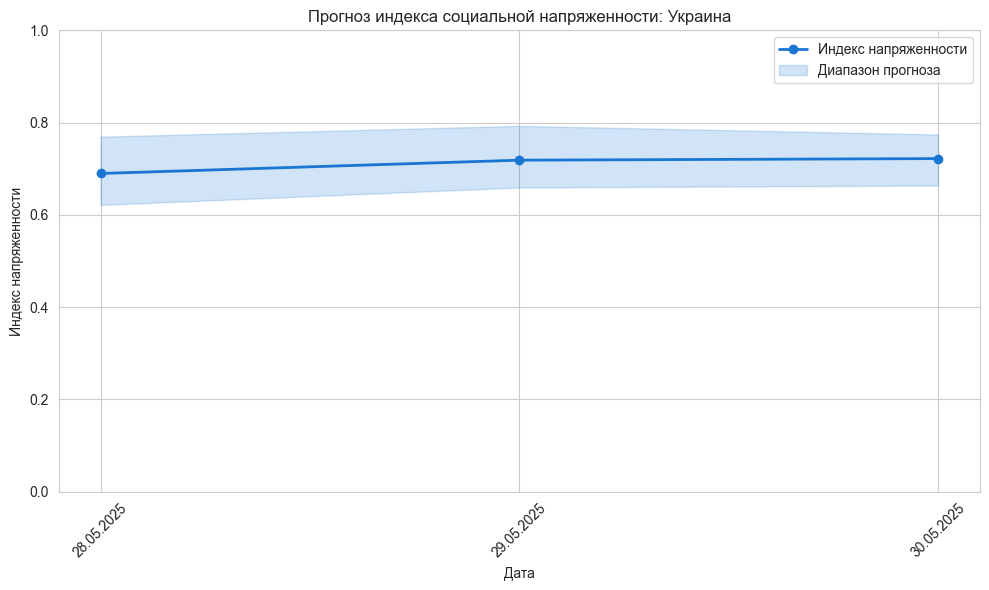 Прогноз индекса социальной напряженности: Украина
Индекс напряженности
Диапазон прогноза
Индекс напряженности
1.0
0.8
0.6
0.4
0.2
0.0
28.05.2025
29.05.2025
30.05.2025
Дата